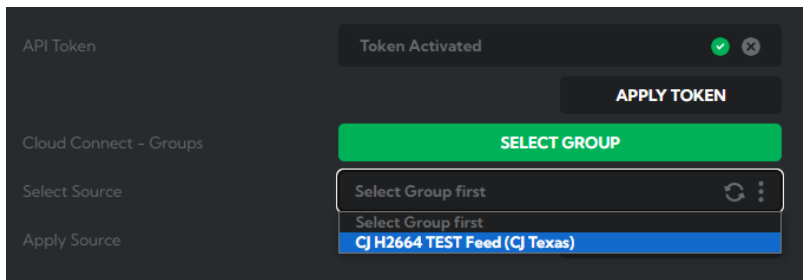 API Token
Token Activated
APPLY TOKEN
Cloud Connect - Groups
SELECT GROUP
Select Source
Select Group first
Select Group first
CJ H2664 TEST Feed (CJ Texas)
Apply Source